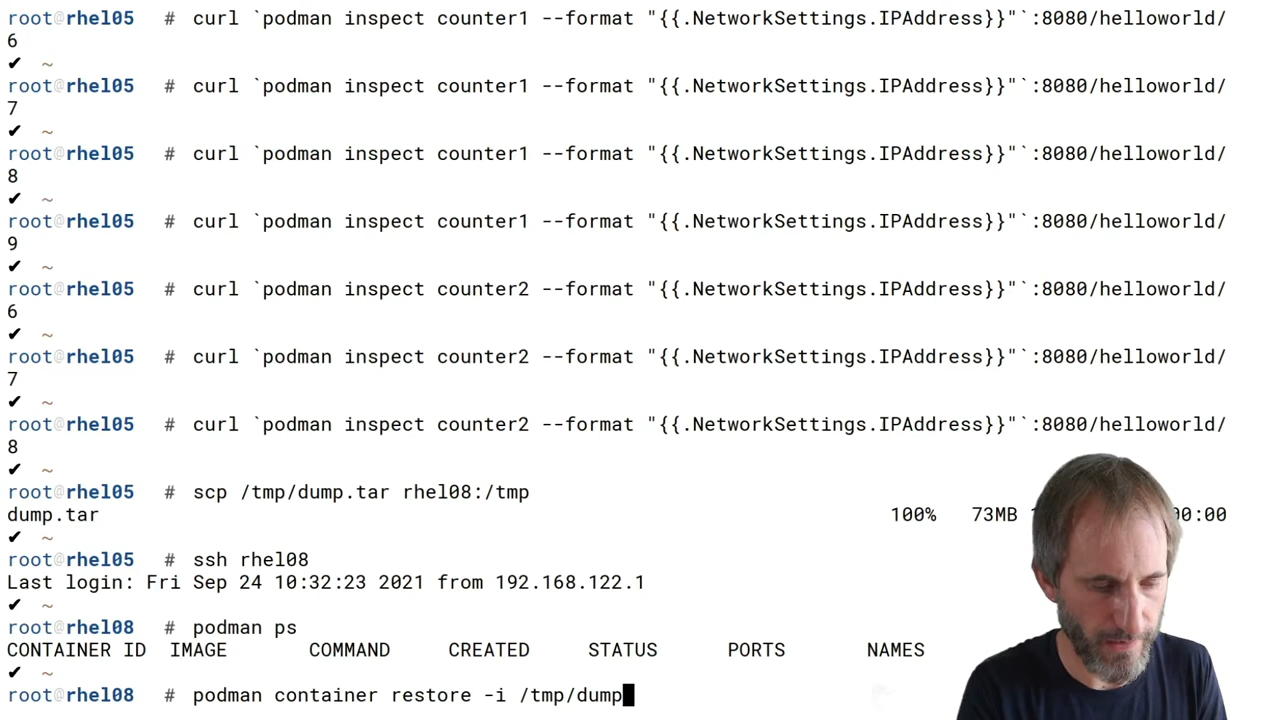 root@rhel05 # curl `podman inspect counter1 --format "{{.NetworkSettings.IPAddress}}"`:8080/helloworld/
6
✔ ~
root@rhel05 # curl `podman inspect counter1 --format "{{.NetworkSettings.IPAddress}}"`:8080/helloworld/
7
✔ ~
root@rhel05 # curl `podman inspect counter1 --format "{{.NetworkSettings.IPAddress}}"`:8080/helloworld/
8
✔ ~
root@rhel05 # curl `podman inspect counter1 --format "{{.NetworkSettings.IPAddress}}"`:8080/helloworld/
9
✔ ~
root@rhel05 # curl `podman inspect counter2 --format "{{.NetworkSettings.IPAddress}}"`:8080/helloworld/
6
✔ ~
root@rhel05 # curl `podman inspect counter2 --format "{{.NetworkSettings.IPAddress}}"`:8080/helloworld/
7
✔ ~
root@rhel05 # curl `podman inspect counter2 --format "{{.NetworkSettings.IPAddress}}"`:8080/helloworld/
8
✔ ~
root@rhel05 # scp /tmp/dump.tar rhel08:/tmp
dump.tar 100% 73MB :00
✔ ~
root@rhel05 # ssh rhel08
Last login: Fri Sep 24 10:32:23 2021 from 192.168.122.1
✔ ~
root@rhel08 # podman ps
CONTAINER ID IMAGE COMMAND CREATED STATUS PORTS NAMES
✔ ~
root@rhel08 # podman container restore -i /tmp/dump